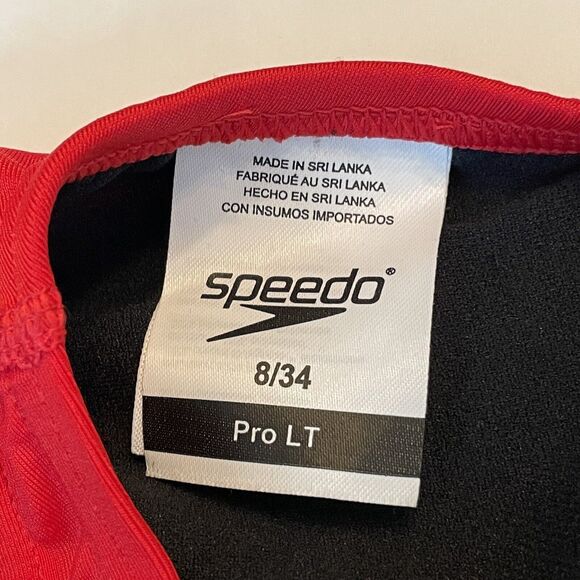 MADE IN SRI LANKA
FABRIQUÉ AU SRI LANKA
HECHO EN SRI LANKA
CON INSUMOS IMPORTADOS
speedo®
8/34
Pro LT